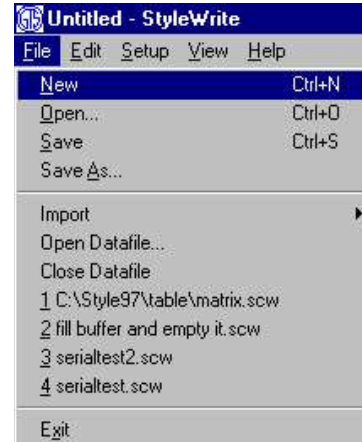 GTS Untitled - StyleWrite
File Edit Setup View Help
New Ctrl+N
Open... Ctrl+O
Save Ctrl+S
Save As...
Import
Open Datafile...
Close Datafile
1 C:\Style97\table\matrix.scw
2 fill buffer and empty it.scw
3 serialtest2.scw
4 serialtest.scw
Exit